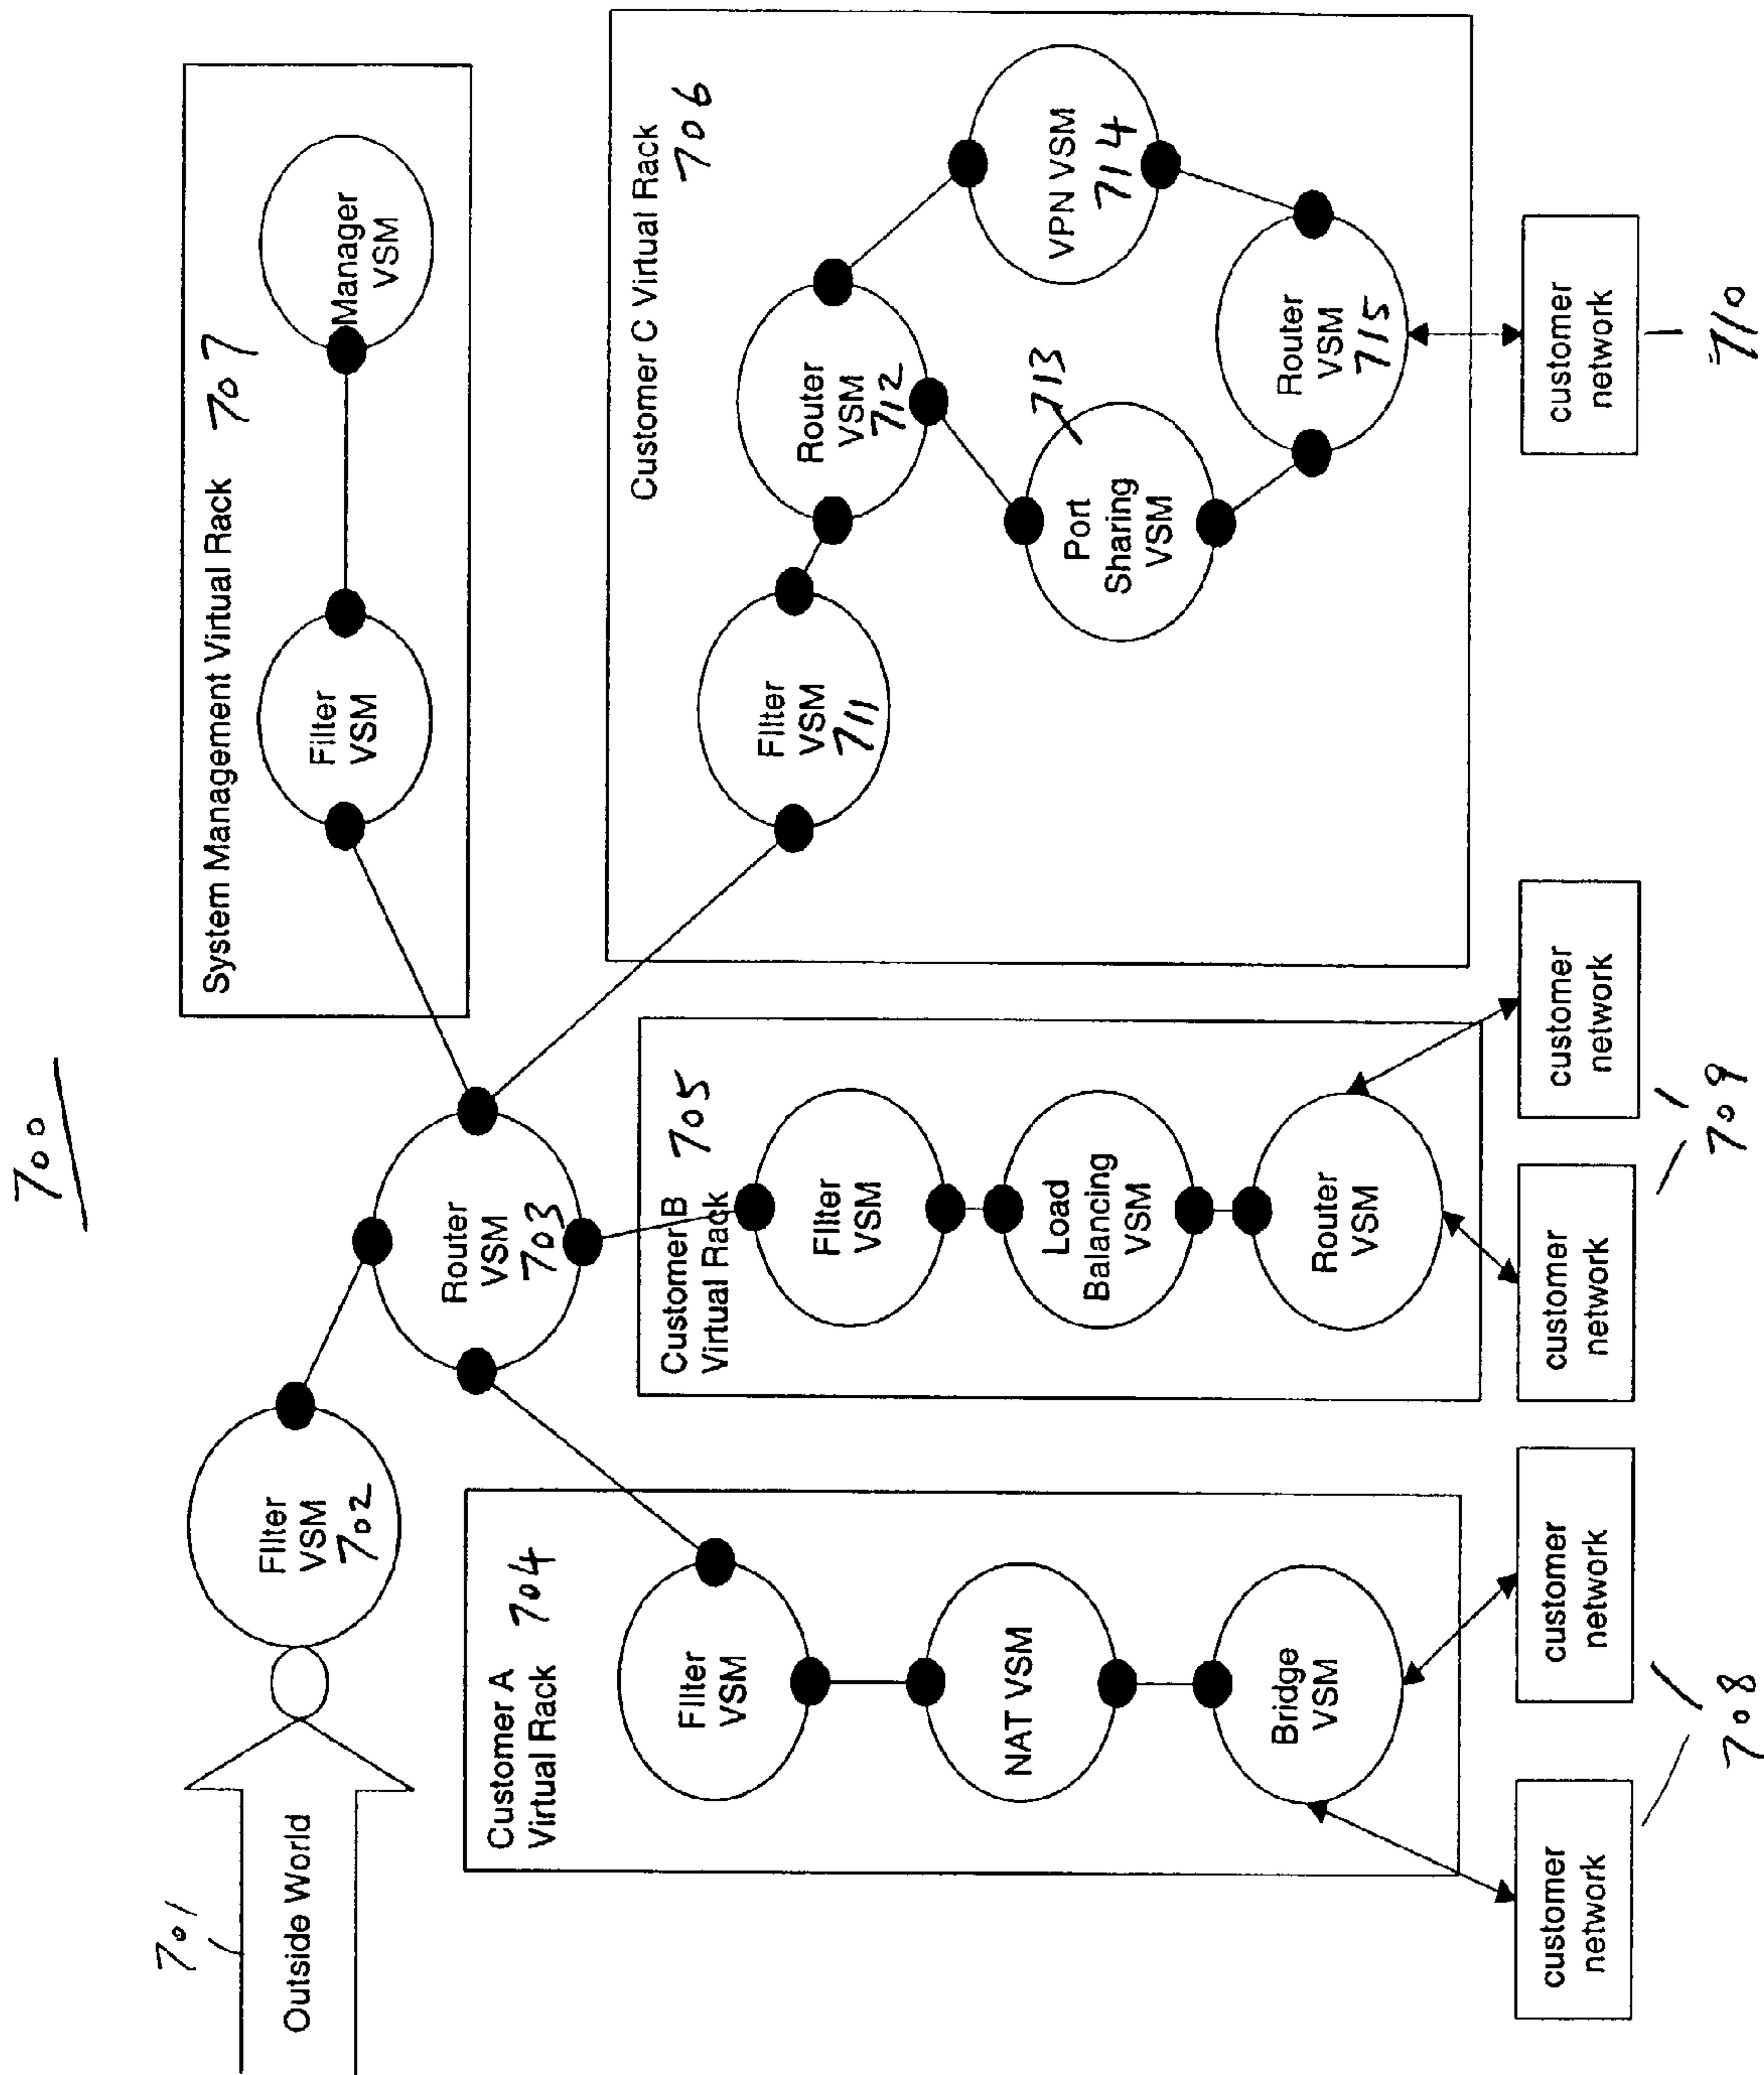 700
701
Outside World
Filter
VSM
702
Router
VSM
703
System Management Virtual Rack 707
Filter
VSM
Manager
VSM
Customer A
Virtual Rack 704
Filter
VSM
NAT VSM
Bridge
VSM
Customer B
Virtual Rack 705
Filter
VSM
Load
Balancing
VSM
Router
VSM
Customer C Virtual Rack
706
Filter
VSM
711
Router
VSM
712
Port
Sharing
VSM
713
VPN VSM
714
Router
VSM
715
customer
network
customer
network
708
customer
network
customer
network
709
customer
network
710